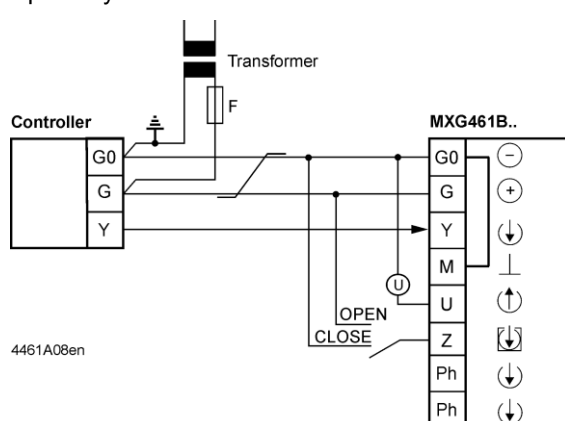 Transformer
F
Controller
MXG461B..
G0
G0
G
G
Y
Y
M
U
U
OPEN
CLOSE
Z
4461A08en
Ph
Ph